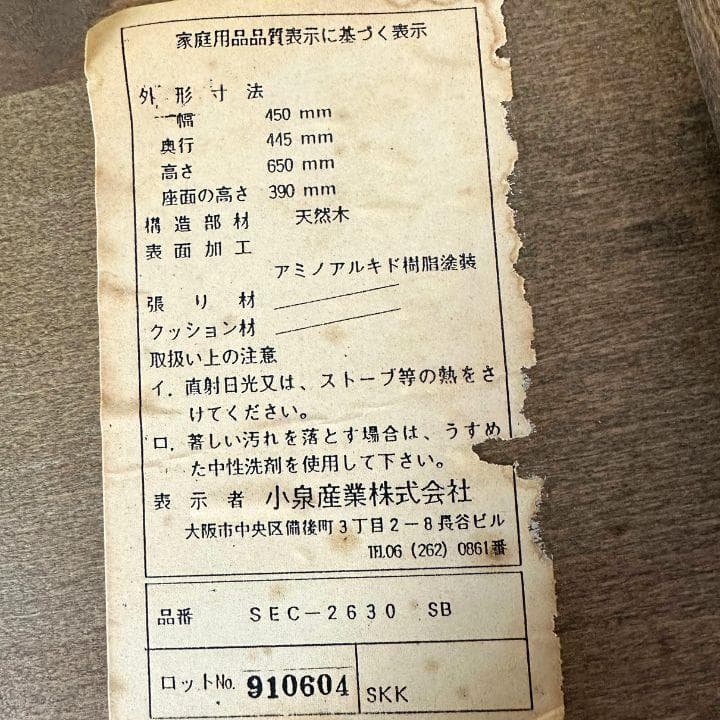 家庭用品品質表示に基づく表示
外形寸法
幅 450 mm
奥行 445 mm
高さ 650 mm
座面の高さ 390 mm
構造部材 天然木
表面加工
アミノアルキド樹脂塗装
張り材
クッション材
取扱い上の注意
イ．直射日光又は、ストーブ等の熱をさ
けてください。
ロ．著しい汚れを落とす場合は、うすめ
た中性洗剤を使用して下さい。
表示者 小泉産業株式会社
大阪市中央区備後町3丁目2－8長谷ビル
TEL06 (262) 0861番
品番 SEC－2630 SB
ロットNo. 910604 SKK